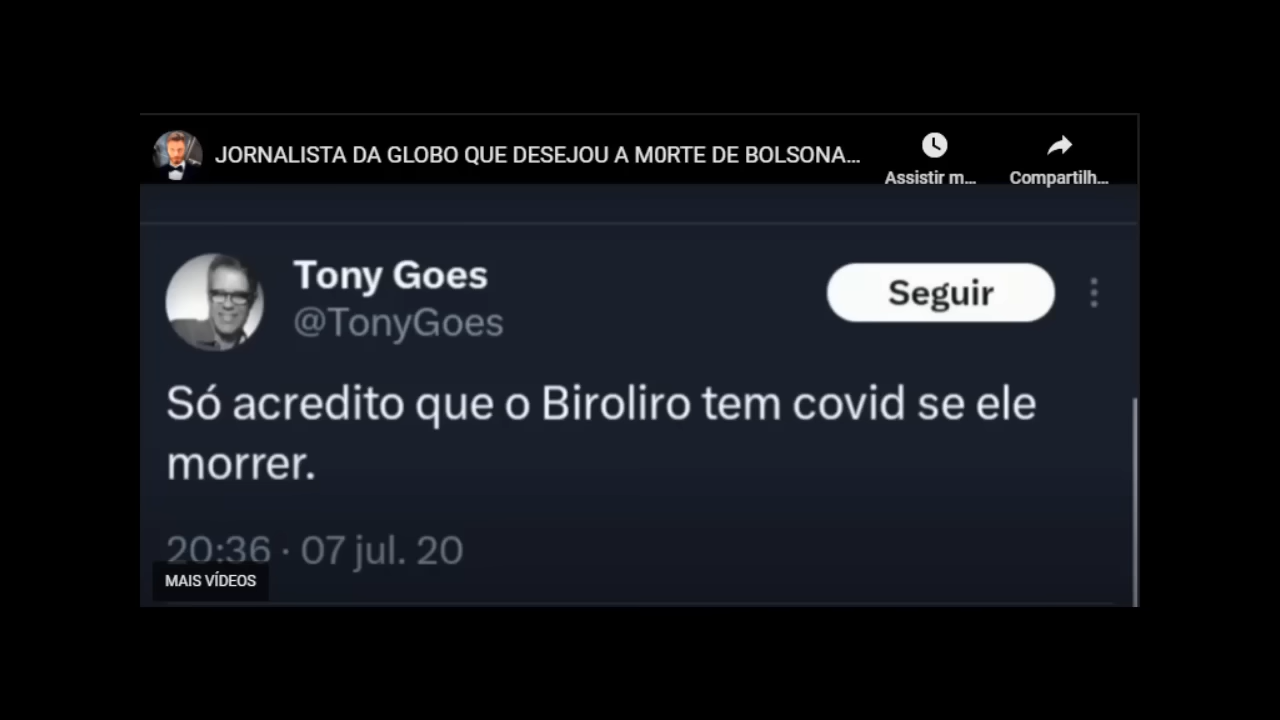 JORNALISTA DA GLOBO QUE DESEJOU A M0RTE DE BOLSONA...
Assistir m...
Compartilh...
Tony Goes
@TonyGoes
Seguir
Só acredito que o Biroliro tem covid se ele
morrer.
20:36 · 07 jul. 20
MAIS VÍDEOS